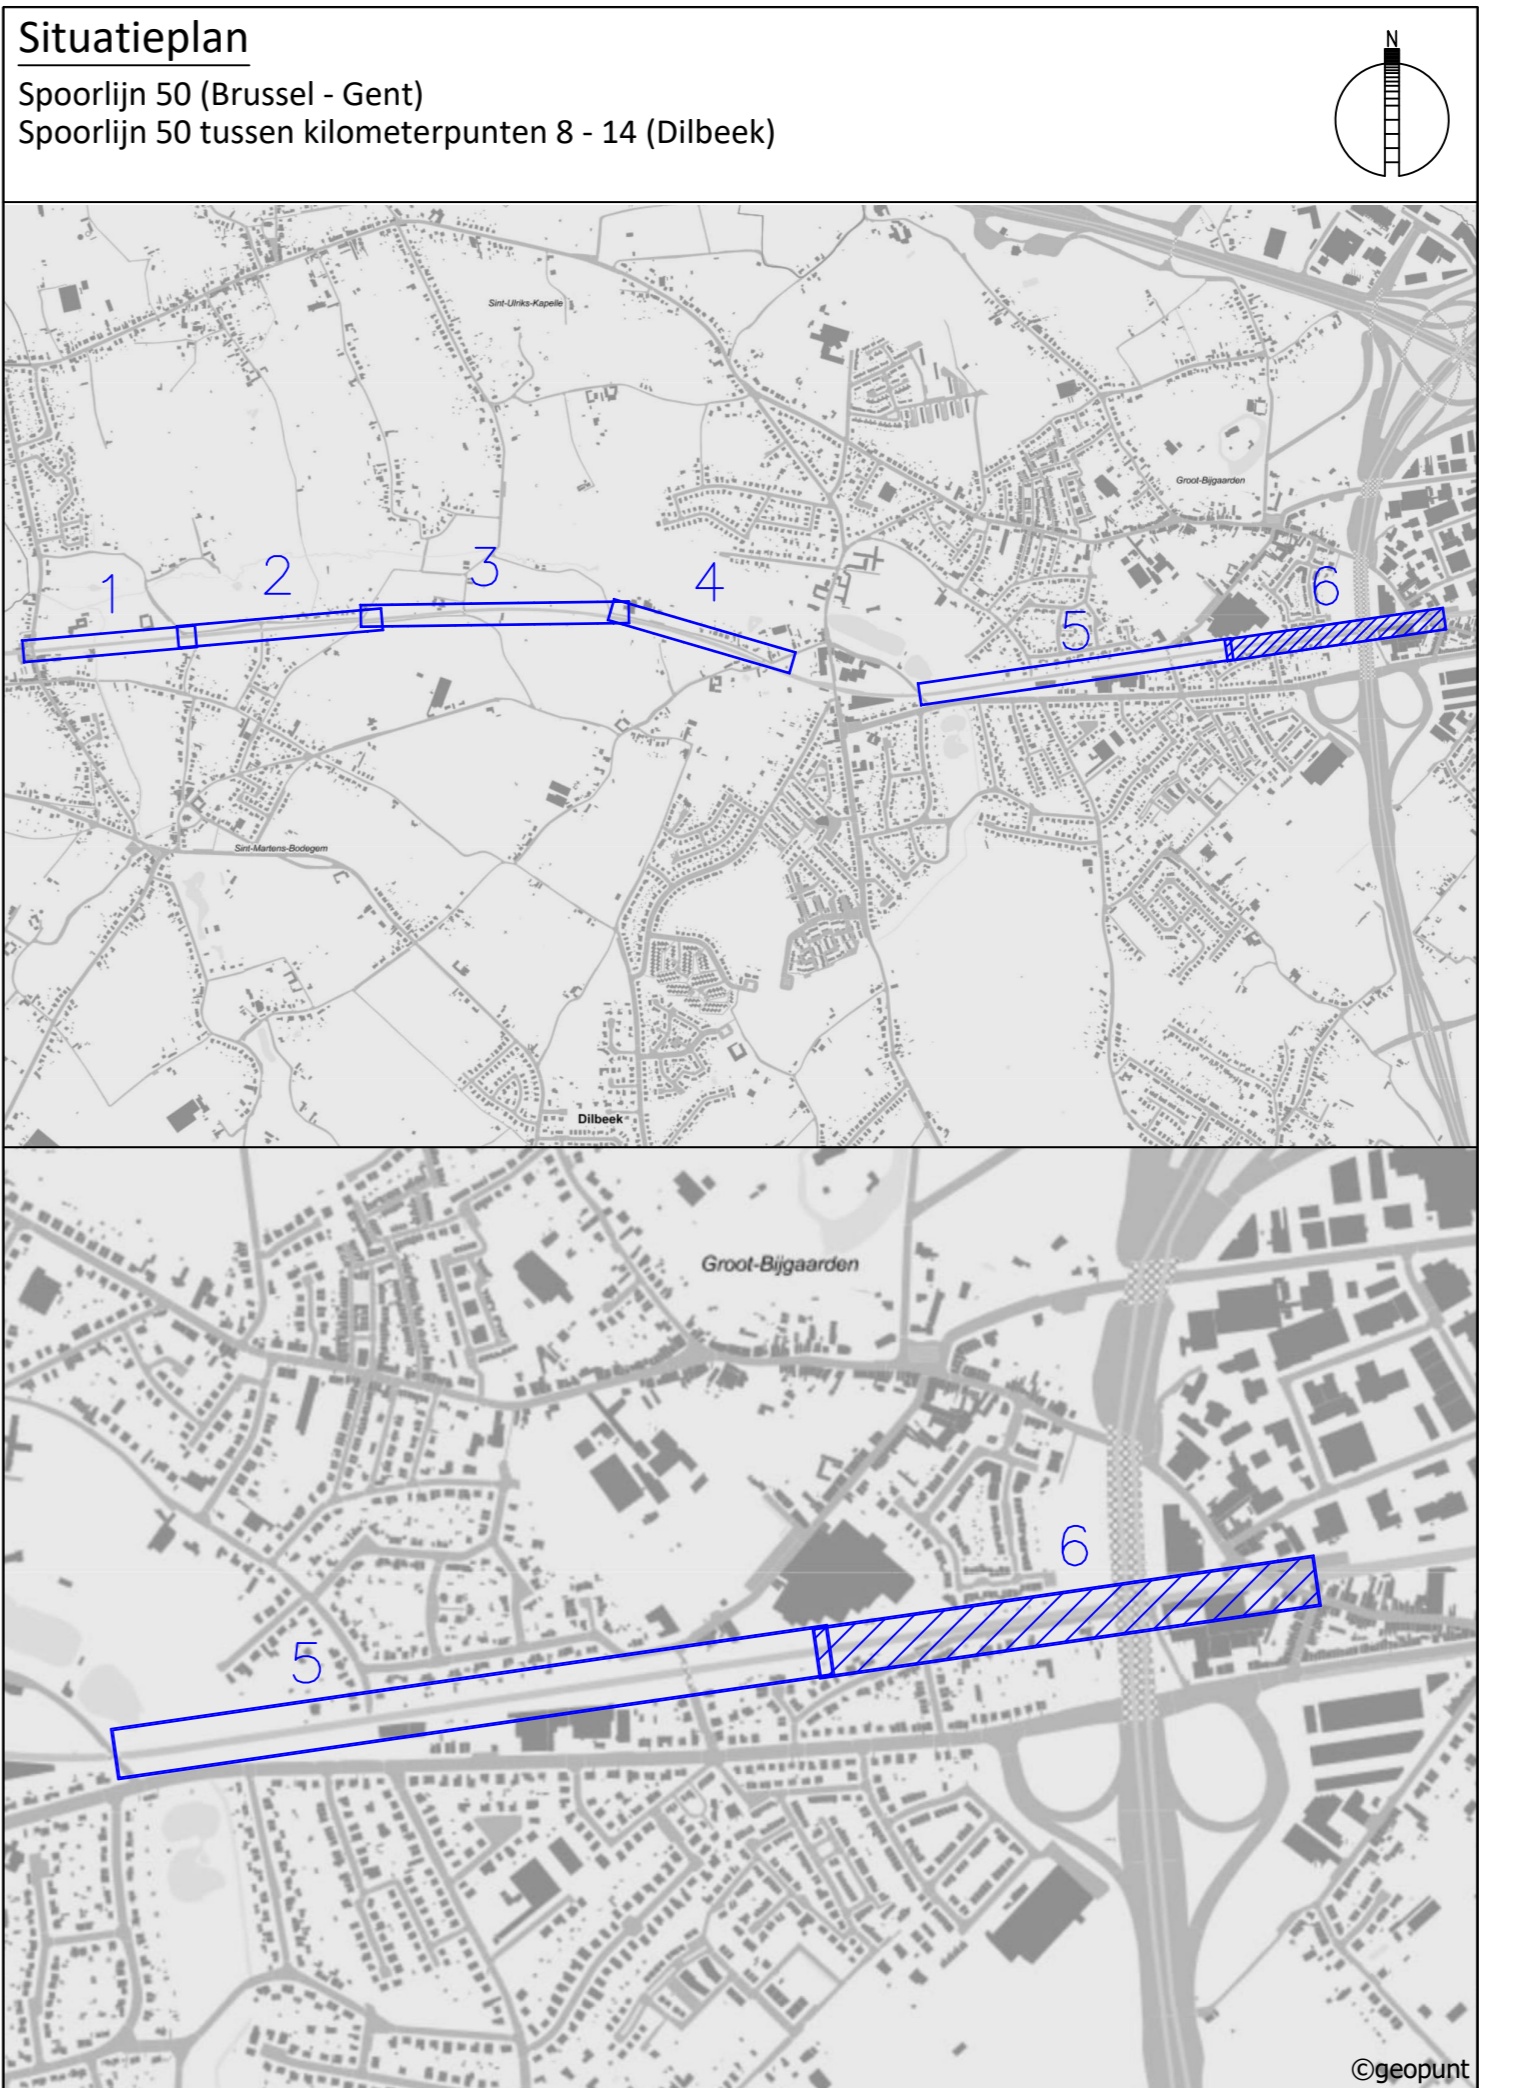 Situatieplan
Spoorlijn 50 (Brussel - Gent)
Spoorlijn 50 tussen kilometerpunten 8 - 14 (Dilbeek)
N
Sint-Ulriks-Kapelle
Groot-Bijgaarden
1
2
3
4
5
6
Sint-Martens-Bodegem
Dilbeek
Groot-Bijgaarden
6
5
©geopunt